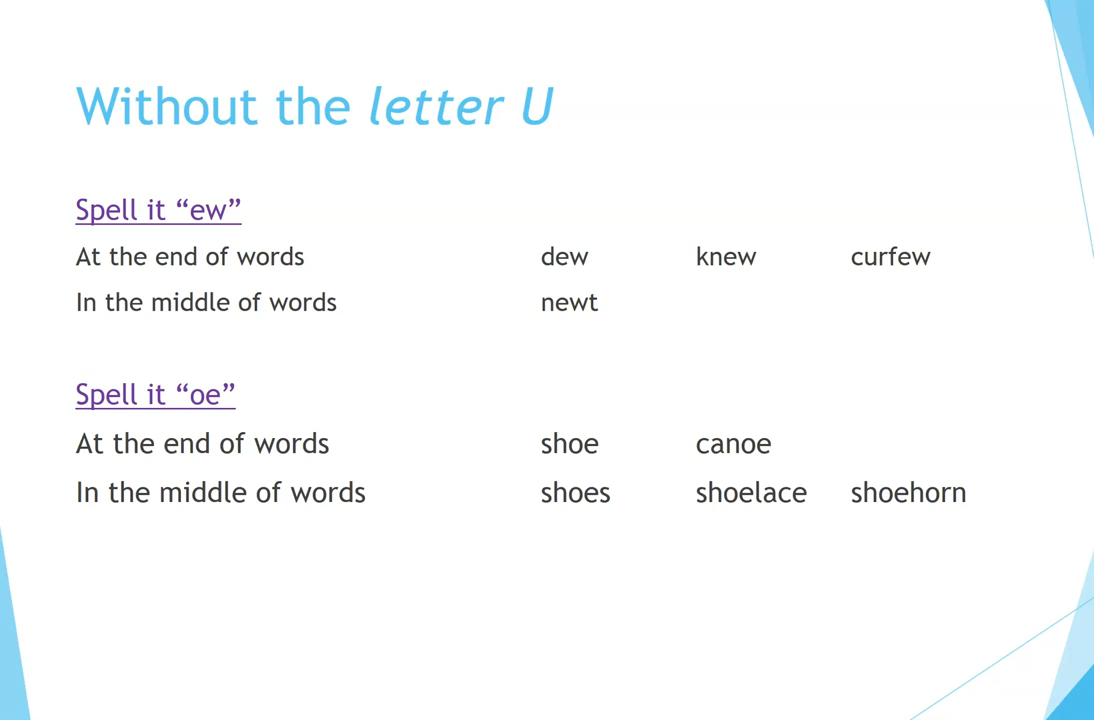 Without the letter U
Spell it “ew”
At the end of words dew knew curfew
In the middle of words newt
Spell it “oe”
At the end of words shoe canoe
In the middle of words shoes shoelace shoehorn